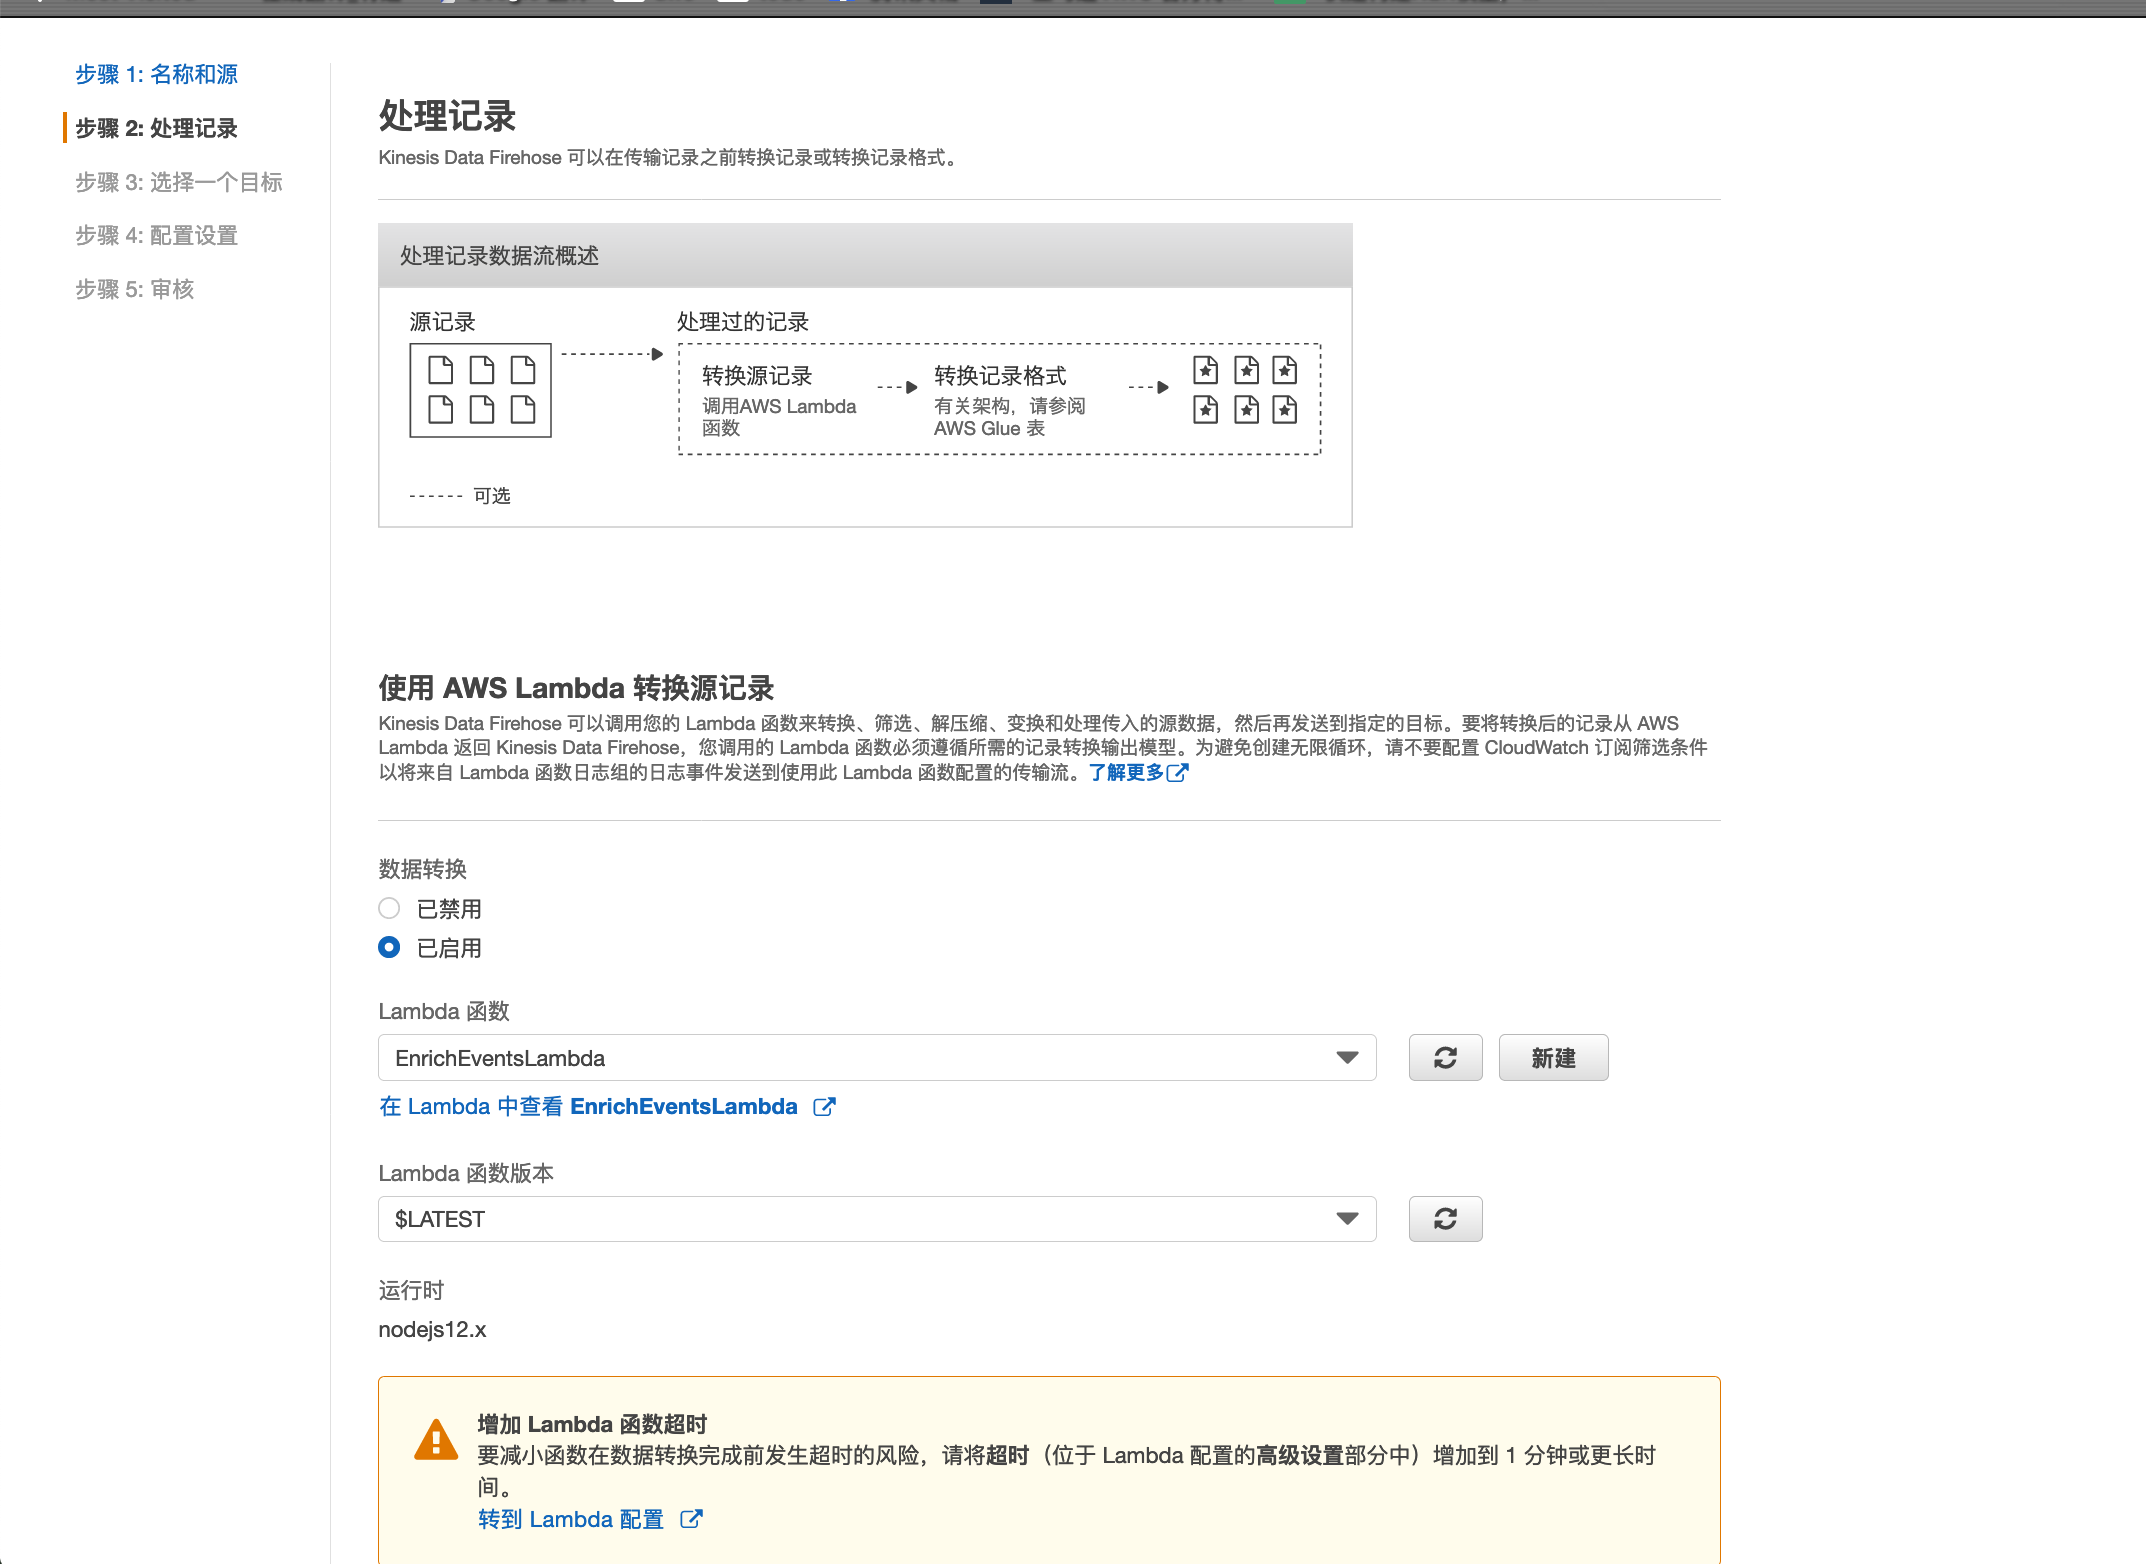 步骤 1: 名称和源
步骤 2: 处理记录
步骤 3: 选择一个目标
步骤 4: 配置设置
步骤 5: 审核
处理记录
Kinesis Data Firehose 可以在传输记录之前转换记录或转换记录格式。
处理记录数据流概述
源记录
处理过的记录
转换源记录
调用AWS Lambda
函数
转换记录格式
有关架构，请参阅
AWS Glue 表
可选
使用 AWS Lambda 转换源记录
Kinesis Data Firehose 可以调用您的 Lambda 函数来转换、筛选、解压缩、变换和处理传入的源数据，然后再发送到指定的目标。要将转换后的记录从 AWS
Lambda 返回 Kinesis Data Firehose，您调用的 Lambda 函数必须遵循所需的记录转换输出模型。为避免创建无限循环，请不要配置 CloudWatch 订阅筛选条件
以将来自 Lambda 函数日志组的日志事件发送到使用此 Lambda 函数配置的传输流。了解更多
数据转换
已禁用
已启用
Lambda 函数
EnrichEventsLambda
新建
在 Lambda 中查看 EnrichEventsLambda
Lambda 函数版本
$LATEST
运行时
nodejs12.x
增加 Lambda 函数超时
要减小函数在数据转换完成前发生超时的风险，请将超时（位于 Lambda 配置的高级设置部分中）增加到 1 分钟或更长时
间。
转到 Lambda 配置